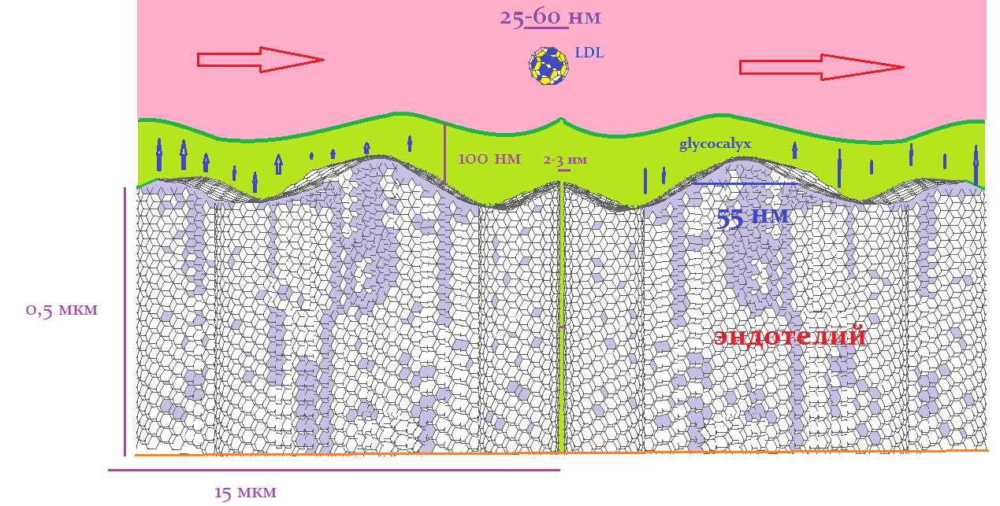 25-60 нм
LDL
glycocalyx
100 нм
2-3 нм
55 нм
0,5 мкм
эндотелий
15 мкм